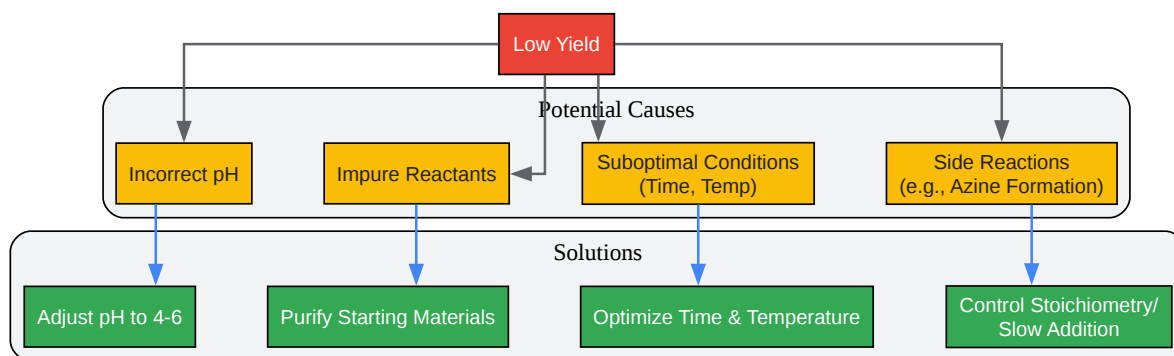 Low Yield
Potential Causes
Incorrect pH
Impure Reactants
Suboptimal Conditions
(Time, Temp)
Side Reactions
(e.g., Azine Formation)
Solutions
Adjust pH to 4-6
Purify Starting Materials
Optimize Time & Temperature
Control Stoichiometry/
Slow Addition